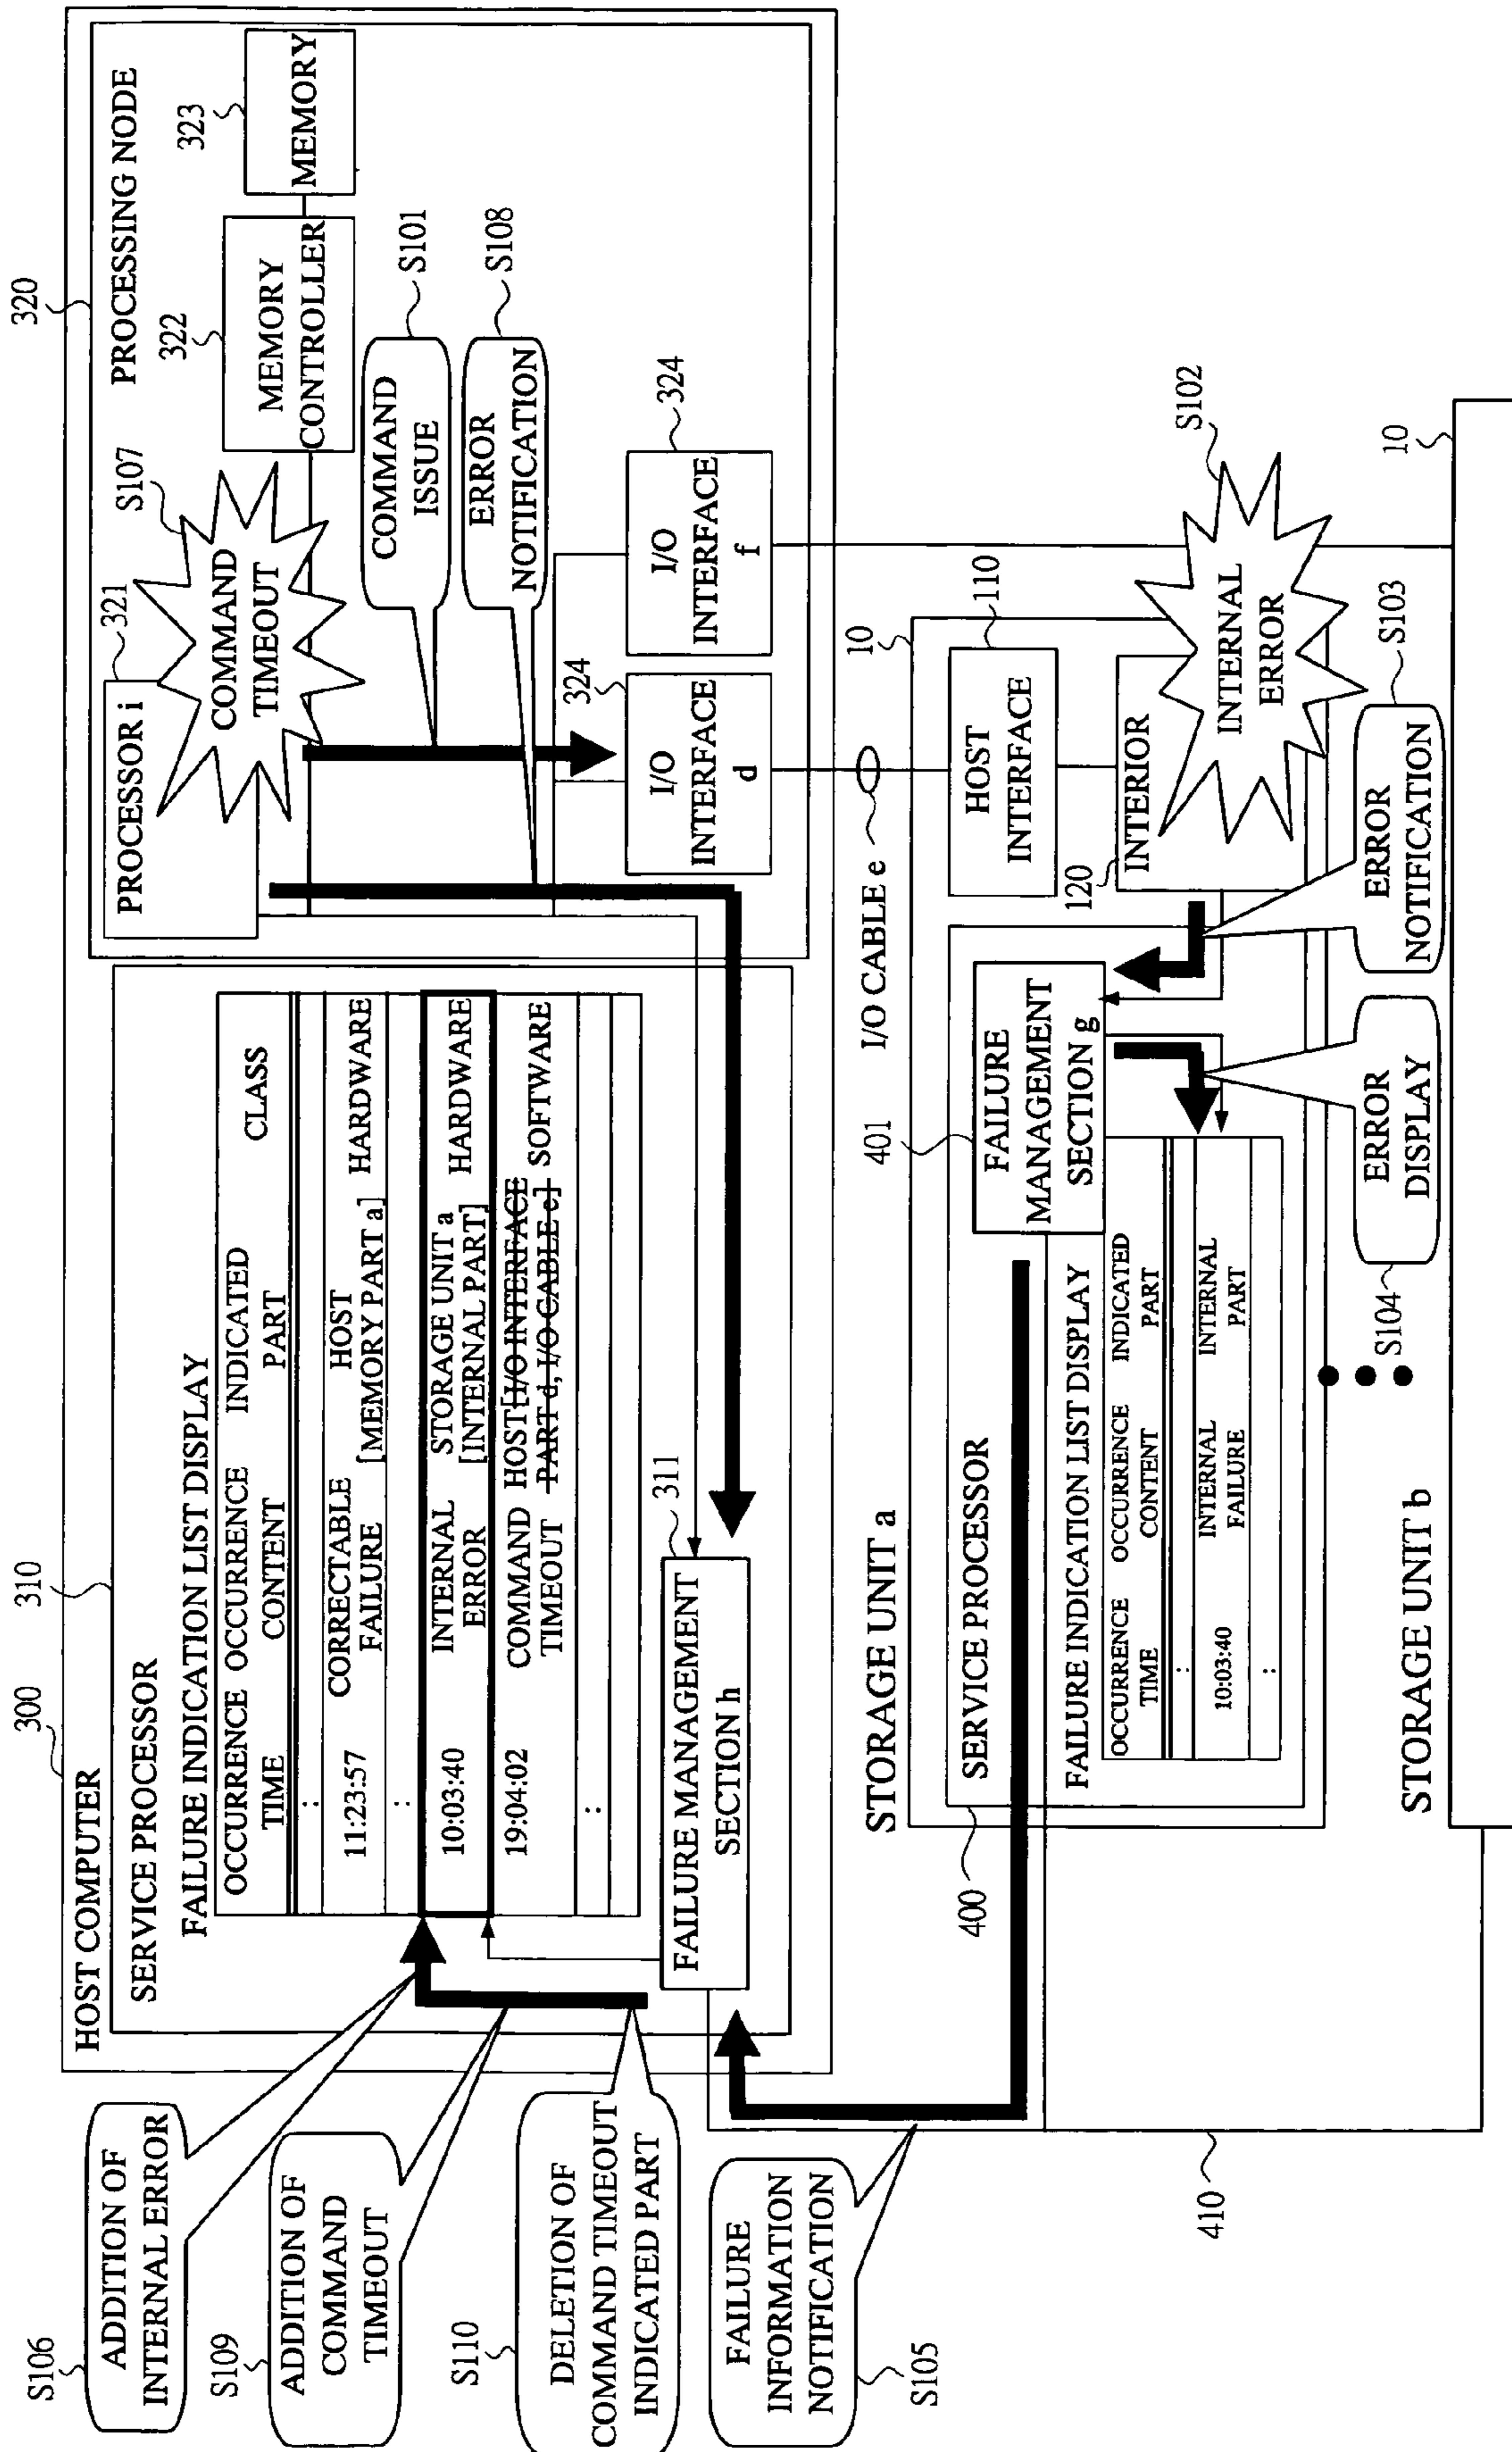 HOST COMPUTER
300
SERVICE PROCESSOR
310
FAILURE INDICATION LIST DISPLAY
OCCURRENCE TIME OCCURRENCE CONTENT INDICATED PART CLASS
:
11:23:57 CORRECTABLE FAILURE HOST [MEMORY PART a] HARDWARE
:
10:03:40 INTERNAL ERROR STORAGE UNIT a [INTERNAL PART] HARDWARE
19:04:02 COMMAND TIMEOUT HOST [I/O INTERFACE PART d, I/O CABLE e] SOFTWARE
:
FAILURE MANAGEMENT
SECTION h
311
320
PROCESSING NODE
PROCESSOR i
321
COMMAND
TIMEOUT
S107
322
MEMORY
CONTROLLER
323
MEMORY
COMMAND
ISSUE
S101
ERROR
NOTIFICATION
S108
324
I/O
INTERFACE
d
I/O
INTERFACE
f
324
S106
ADDITION OF
INTERNAL ERROR
S109
ADDITION OF
COMMAND
TIMEOUT
S110
DELETION OF
COMMAND TIMEOUT
INDICATED PART
FAILURE
INFORMATION
NOTIFICATION
S105
410
I/O CABLE e
STORAGE UNIT a
10
400
SERVICE PROCESSOR
401
FAILURE
MANAGEMENT
SECTION g
FAILURE INDICATION LIST DISPLAY
OCCURRENCE TIME OCCURRENCE CONTENT INDICATED PART
:
10:03:40 INTERNAL FAILURE INTERNAL PART
:
HOST
INTERFACE
110
120
INTERIOR
INTERNAL
ERROR
S102
ERROR
NOTIFICATION
S103
ERROR
DISPLAY
S104
STORAGE UNIT b
10